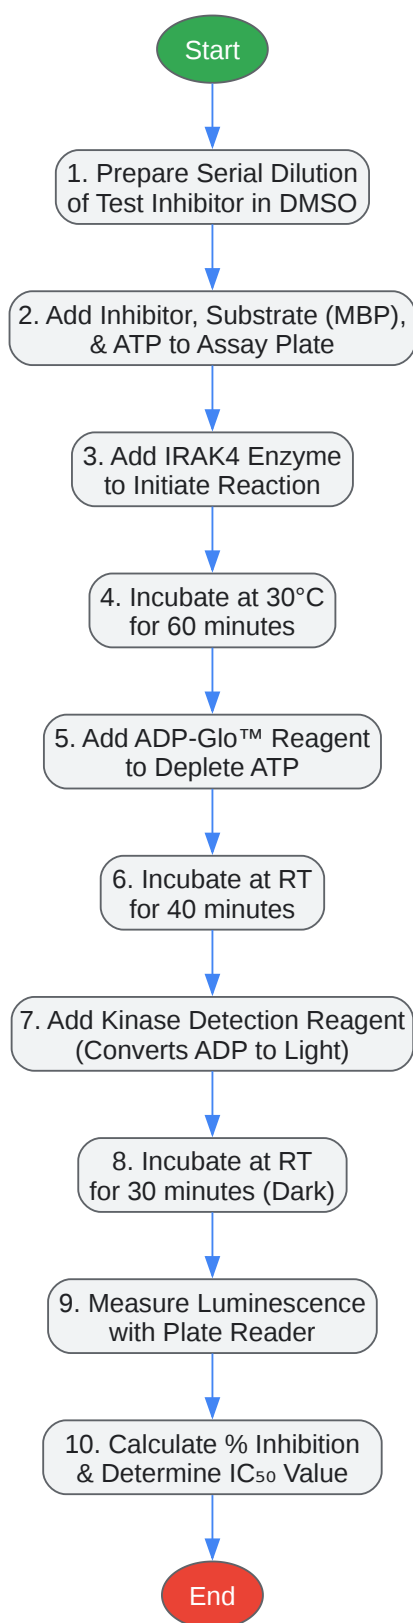 Start
1. Prepare Serial Dilution
of Test Inhibitor in DMSO
2. Add Inhibitor, Substrate (MBP),
& ATP to Assay Plate
3. Add IRAK4 Enzyme
to Initiate Reaction
4. Incubate at 30°C
for 60 minutes
5. Add ADP-Glo™ Reagent
to Deplete ATP
6. Incubate at RT
for 40 minutes
7. Add Kinase Detection Reagent
(Converts ADP to Light)
8. Incubate at RT
for 30 minutes (Dark)
9. Measure Luminescence
with Plate Reader
10. Calculate % Inhibition
& Determine IC₅₀ Value
End